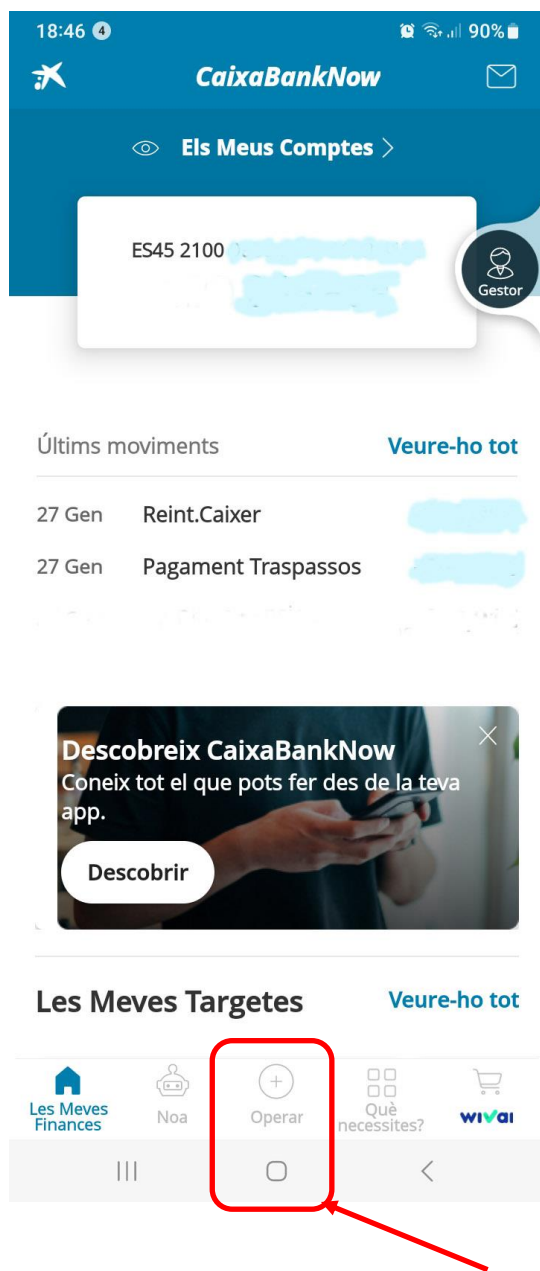 18:46 4 90%
CaixaBankNow
Els Meus Comptes
ES45 2100
Gestor
Últims moviments Veure-ho tot
27 Gen Reint.Caixer
27 Gen Pagament Traspassos
Descobreix CaixaBankNow
Coneix tot el que pots fer des de la teva
app.
Descobrir
Les Meves Targetes Veure-ho tot
Les Meves
Finances
Noa
Operar
Què
necessites?
wivai